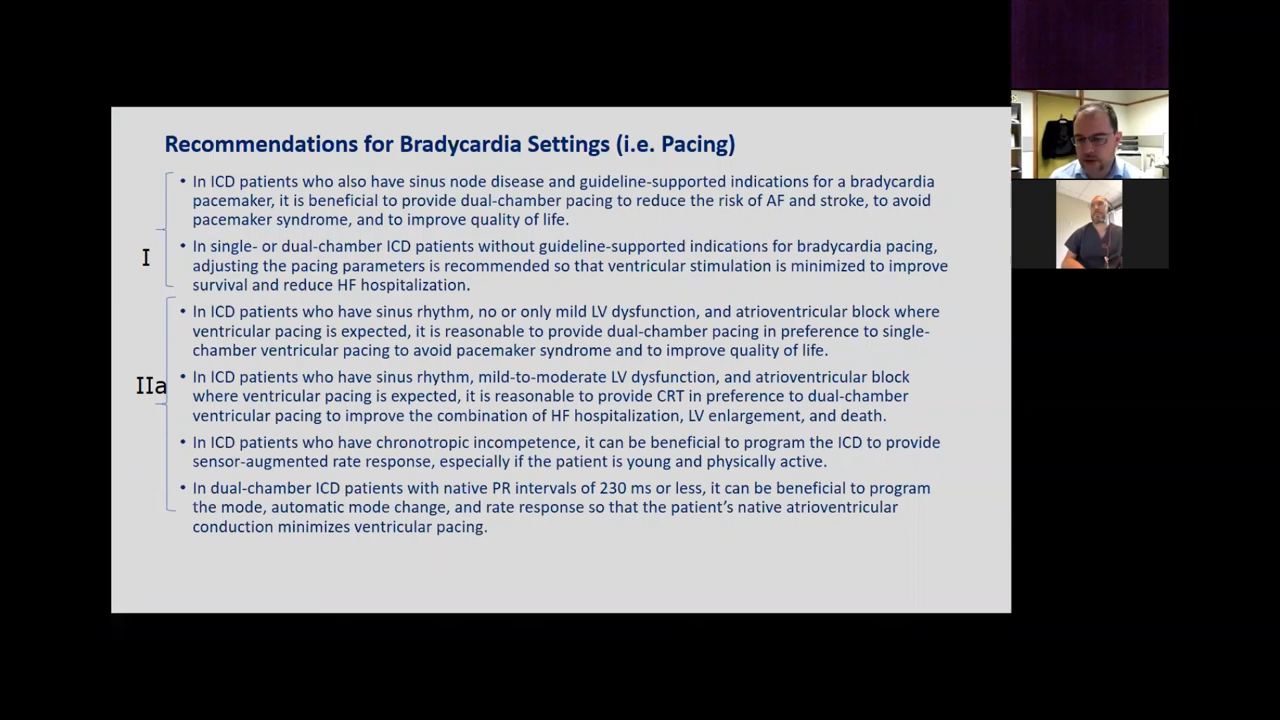 Recommendations for Bradycardia Settings (i.e. Pacing)
• In ICD patients who also have sinus node disease and guideline-supported indications for a bradycardia
pacemaker, it is beneficial to provide dual-chamber pacing to reduce the risk of AF and stroke, to avoid
pacemaker syndrome, and to improve quality of life.
I
• In single- or dual-chamber ICD patients without guideline-supported indications for bradycardia pacing,
adjusting the pacing parameters is recommended so that ventricular stimulation is minimized to improve
survival and reduce HF hospitalization.
• In ICD patients who have sinus rhythm, no or only mild LV dysfunction, and atrioventricular block where
ventricular pacing is expected, it is reasonable to provide dual-chamber pacing in preference to single-
chamber ventricular pacing to avoid pacemaker syndrome and to improve quality of life.
IIa
• In ICD patients who have sinus rhythm, mild-to-moderate LV dysfunction, and atrioventricular block
where ventricular pacing is expected, it is reasonable to provide CRT in preference to dual-chamber
ventricular pacing to improve the combination of HF hospitalization, LV enlargement, and death.
• In ICD patients who have chronotropic incompetence, it can be beneficial to program the ICD to provide
sensor-augmented rate response, especially if the patient is young and physically active.
• In dual-chamber ICD patients with native PR intervals of 230 ms or less, it can be beneficial to program
the mode, automatic mode change, and rate response so that the patient's native atrioventricular
conduction minimizes ventricular pacing.